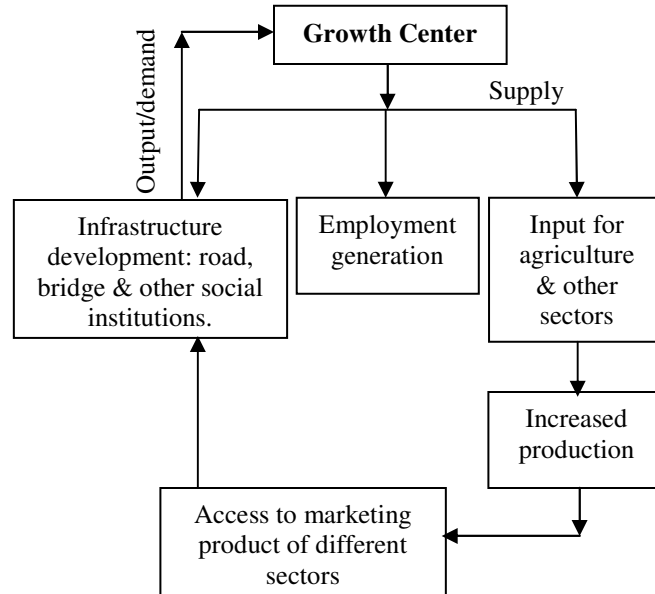 Growth Center
Output/demand
Supply
Infrastructure
development: road,
bridge & other social
institutions.
Employment
generation
Input for
agriculture
& other
sectors
Increased
production
Access to marketing
product of different
sectors